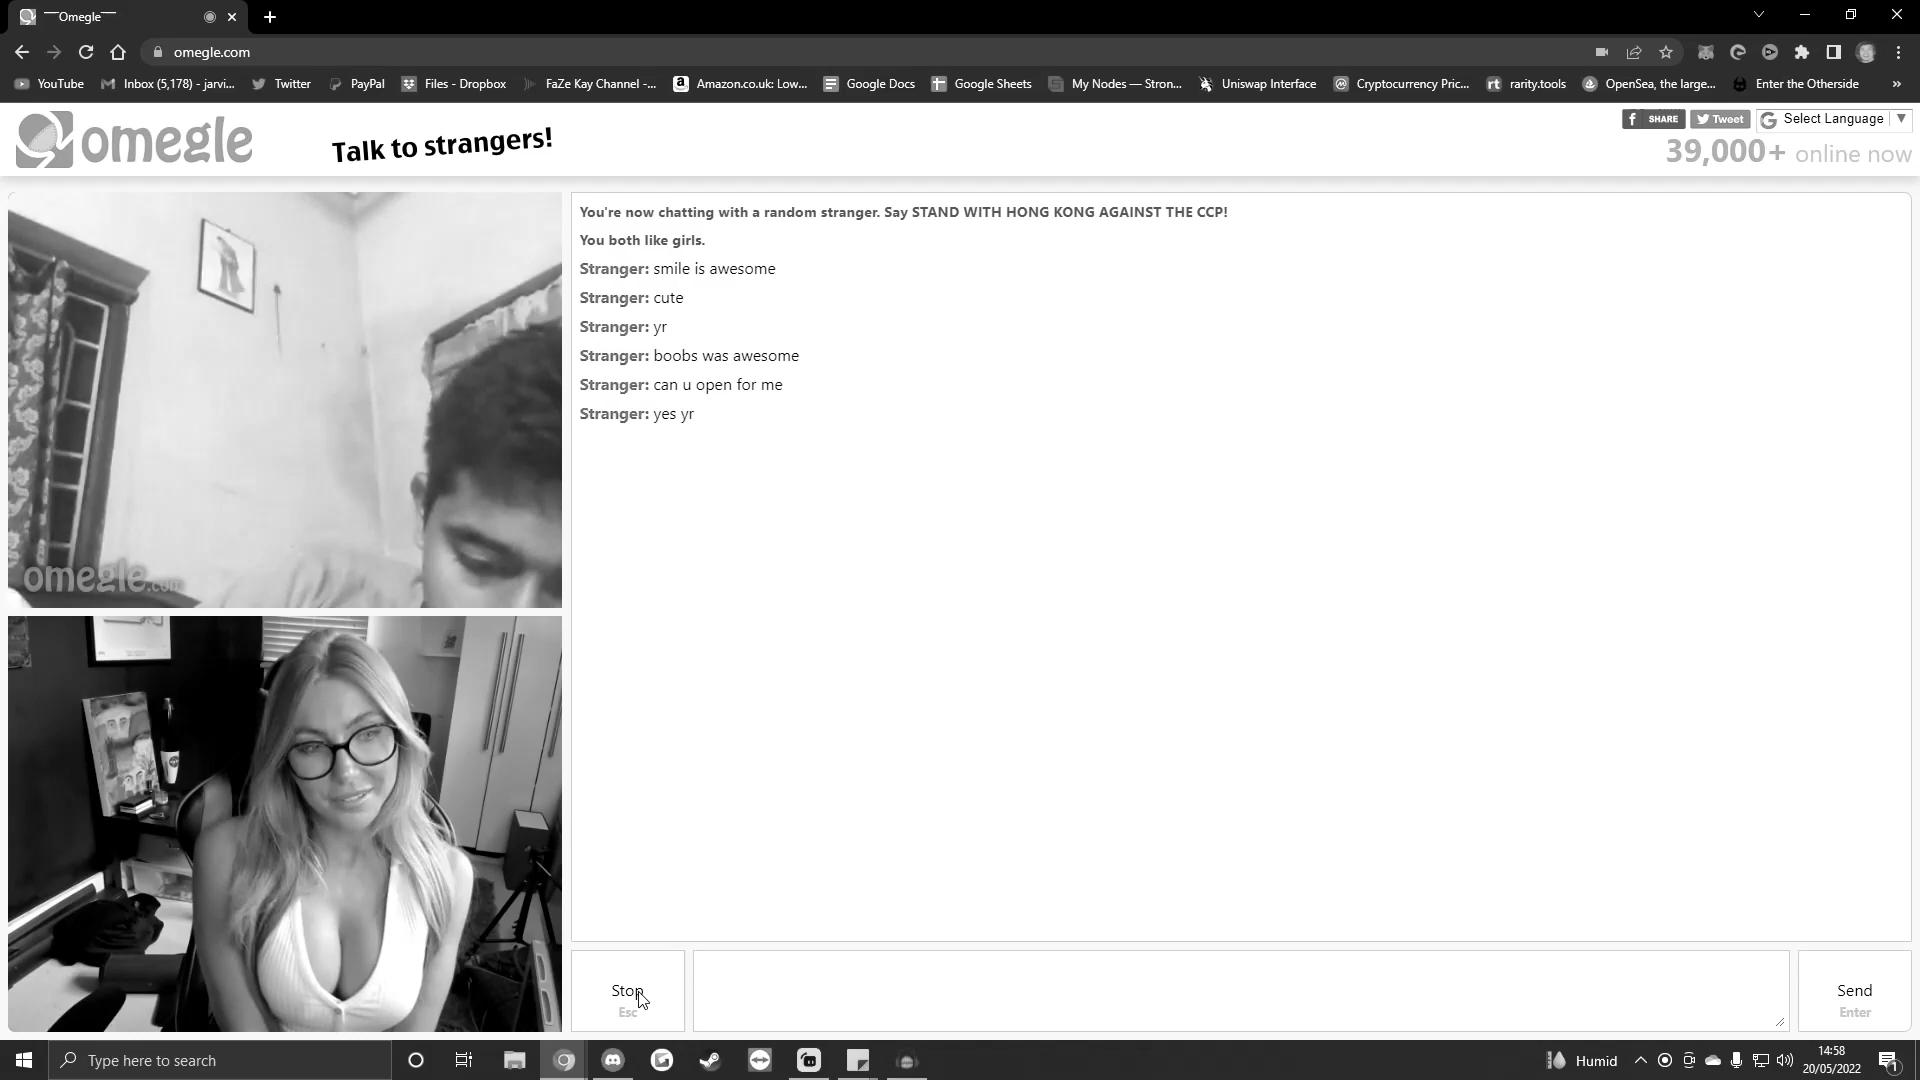 Omegle
omegle.com
YouTube
Inbox (5,178) - jarvi...
Twitter
PayPal
Files - Dropbox
FaZe Kay Channel -...
Amazon.co.uk: Low...
Google Docs
Google Sheets
My Nodes — Stron...
Uniswap Interface
Cryptocurrency Pric...
rt rarity.tools
OpenSea, the large...
Enter the Otherside
»
omegle
Talk to strangers!
f SHARE
Tweet
G Select Language ▼
39,000+ online now
You're now chatting with a random stranger. Say STAND WITH HONG KONG AGAINST THE CCP!
You both like girls.
Stranger: smile is awesome
Stranger: cute
Stranger: yr
Stranger: boobs was awesome
Stranger: can u open for me
Stranger: yes yr
omegle.com
Stop
Esc
Send
Enter
Type here to search
Humid
14:58
20/05/2022
1